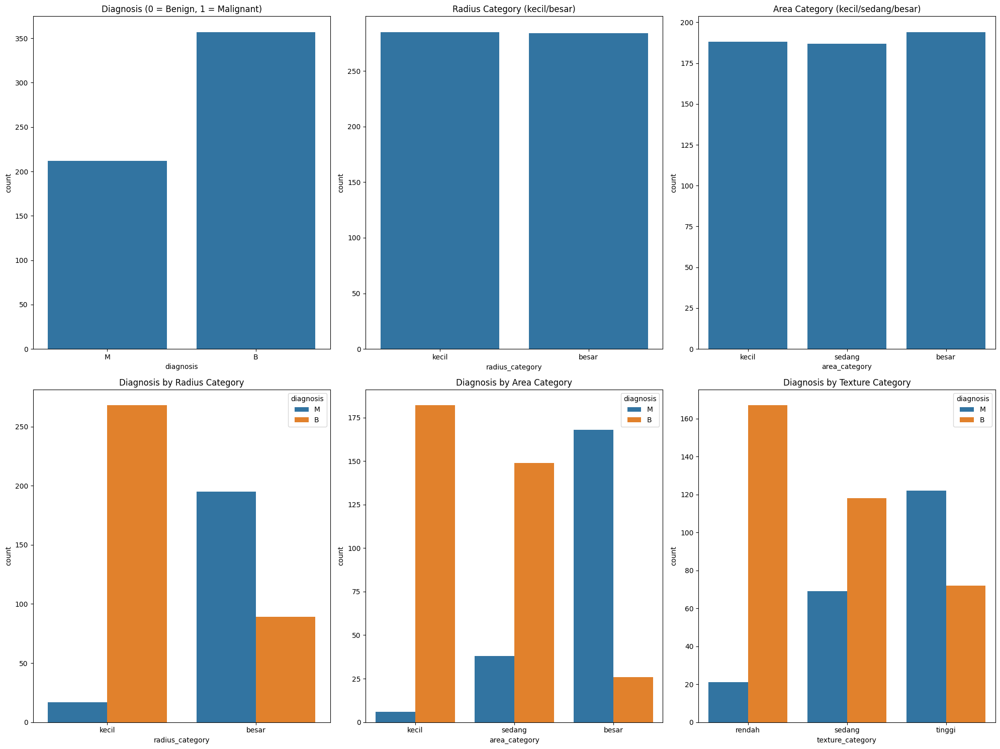 Diagnosis (0 = Benign, 1 = Malignant)
count
350
300
250
200
150
100
50
0
M B
diagnosis
Radius Category (kecil/besar)
count
250
200
150
100
50
0
kecil besar
radius_category
Area Category (kecil/sedang/besar)
count
200
175
150
125
100
75
50
25
0
kecil sedang besar
area_category
Diagnosis by Radius Category
diagnosis
M
B
count
250
200
150
100
50
0
kecil besar
radius_category
Diagnosis by Area Category
diagnosis
M
B
count
175
150
125
100
75
50
25
0
kecil sedang besar
area_category
Diagnosis by Texture Category
diagnosis
M
B
count
160
140
120
100
80
60
40
20
0
rendah sedang tinggi
texture_category